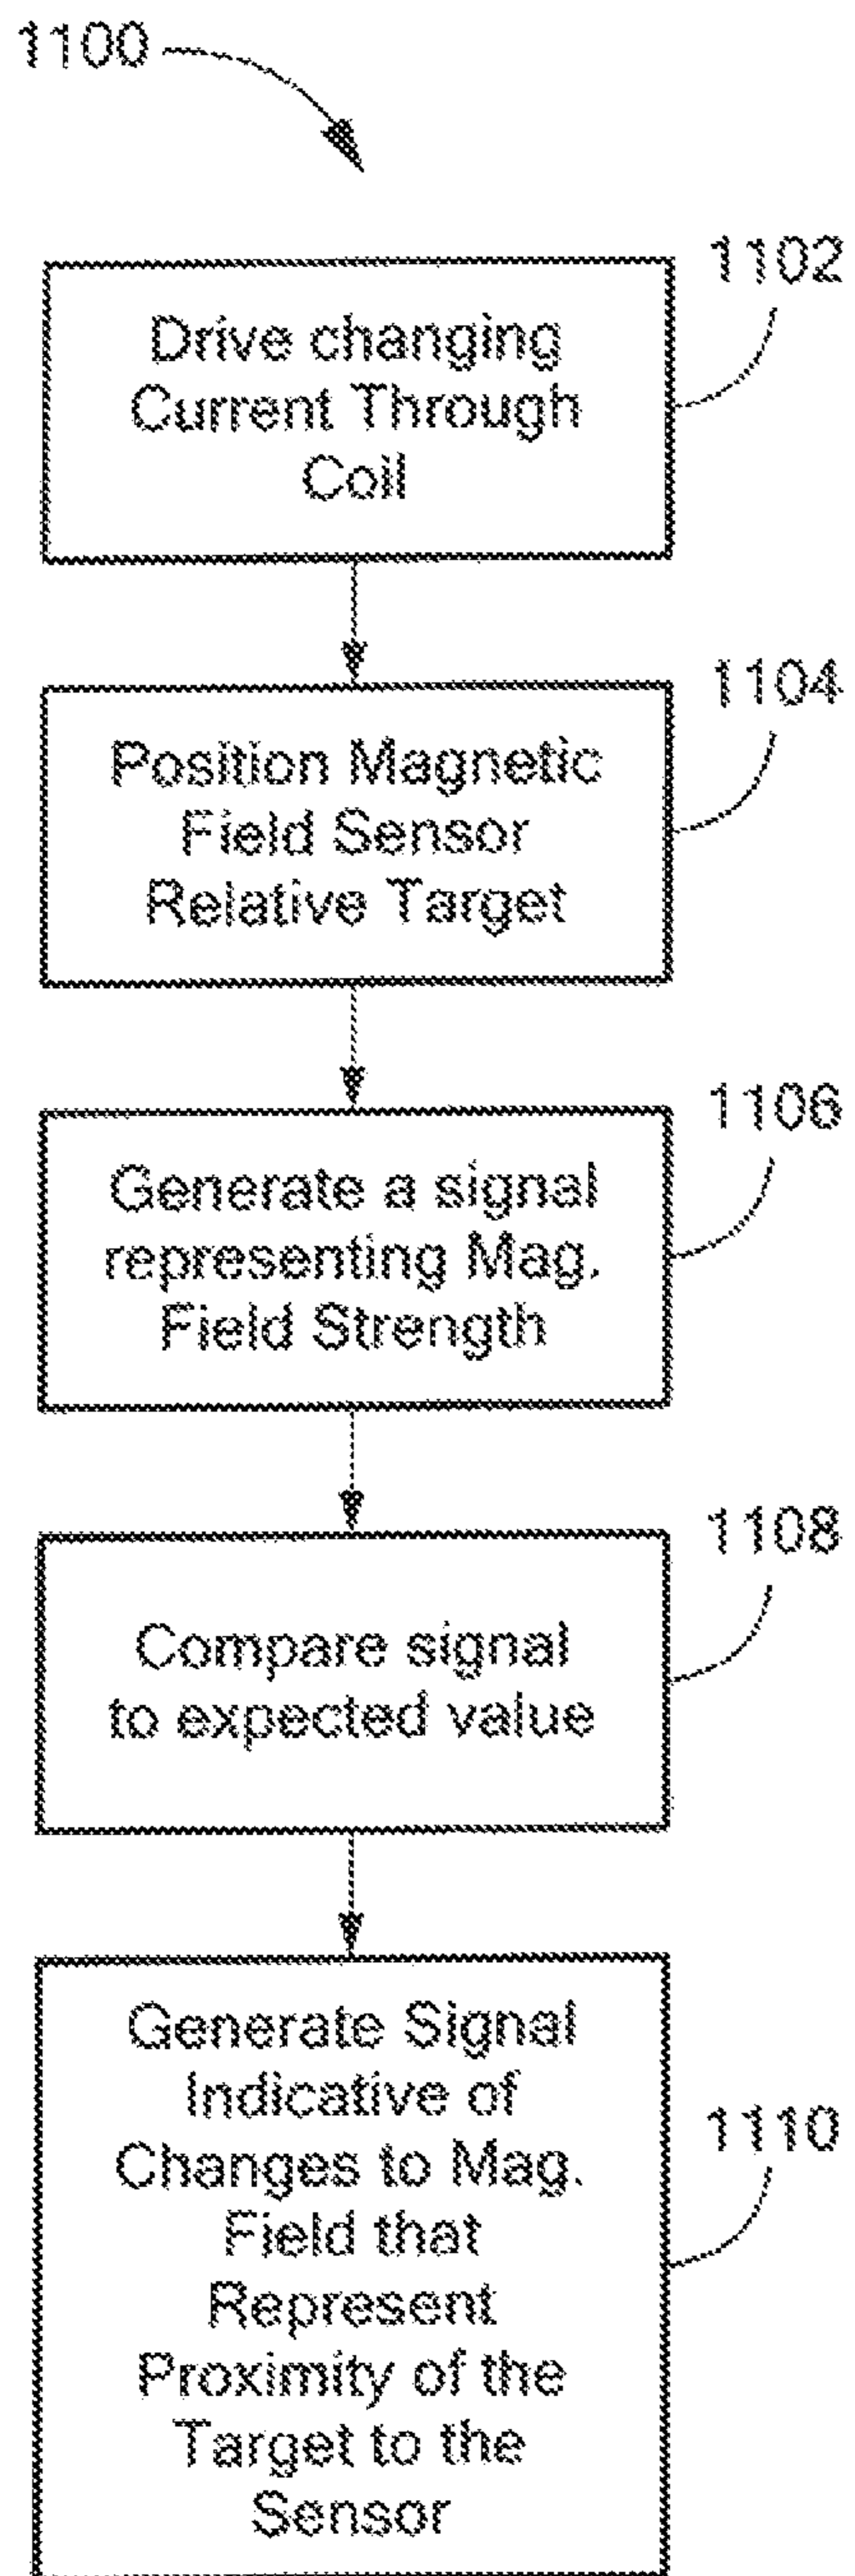 1100
1102
Drive changing
Current Through
Coil
1104
Position Magnetic
Field Sensor
Relative Target
1106
Generate a signal
representing Mag.
Field Strength
1108
Compare signal
to expected value
1110
Generate Signal
Indicative of
Changes to Mag.
Field that
Represent
Proximity of the
Target to the
Sensor